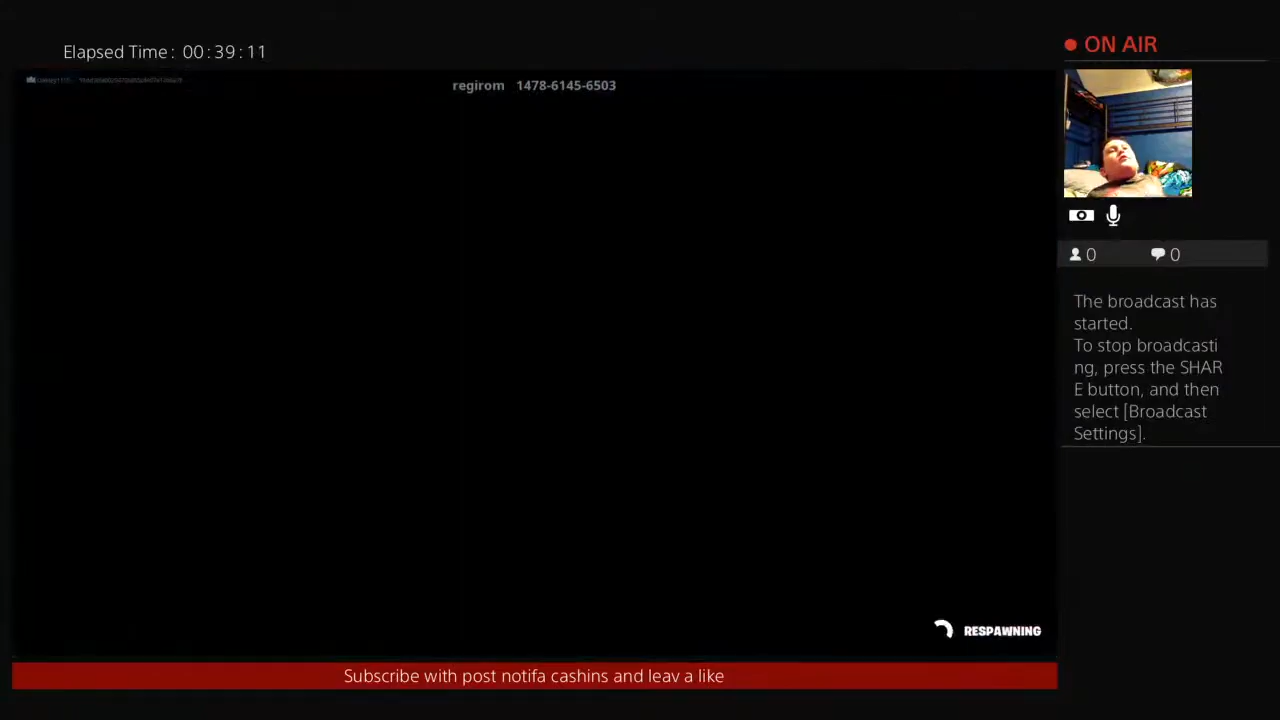 Elapsed Time: 00:39:11
ON AIR
regirom 1478-6145-6503
0 0
The broadcast has
started.
To stop broadcasti
ng, press the SHAR
E button, and then
select [Broadcast
Settings].
RESPAWNING
Subscribe with post notifa cashins and leav a like